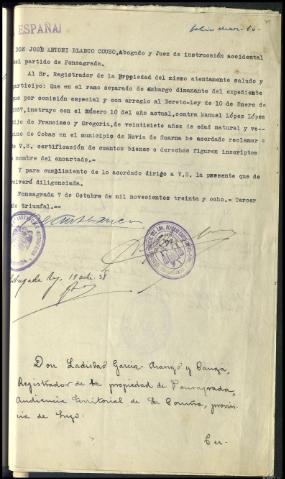 ESPAÑA
DON JOSÉ ANTONI BLANCO COUSO, Abogado y Juez de instrucción accidental
del partido de Fonsagrada.
Al Sr. Registrador de la Propiedad del mismo atentamente saludo y
participo: Que en el ramo separado de embargo dimanante del expediente
que por comisión especial y con arreglo al Decreto-Ley de 10 de Enero de
1937, instruyo con el número 10 del año actual, contra Manuel López López
hijo de Francisco y Gregoria, de veintisiete años de edad natural y ve-
cino de Cobas en el municipio de Navia de Suarna he acordado reclamar
de V.S. certificación de cuantos bienes o derechos figuren inscriptos
a nombre del encartado.-
Y para cumplimiento de lo acordado dirijo a V.S. la presente que de
volverá diligenciada.
Fonsagrada 7 de Octubre de mil novecientos treinta y ocho.- Tercer
Año triunfal.--
Don Ladislao García Arango y Canga,
Registrador de la propiedad de Fonsagrada,
Audiencia territorial de la Coruña, provin-
cia de Lugo.
Cer-